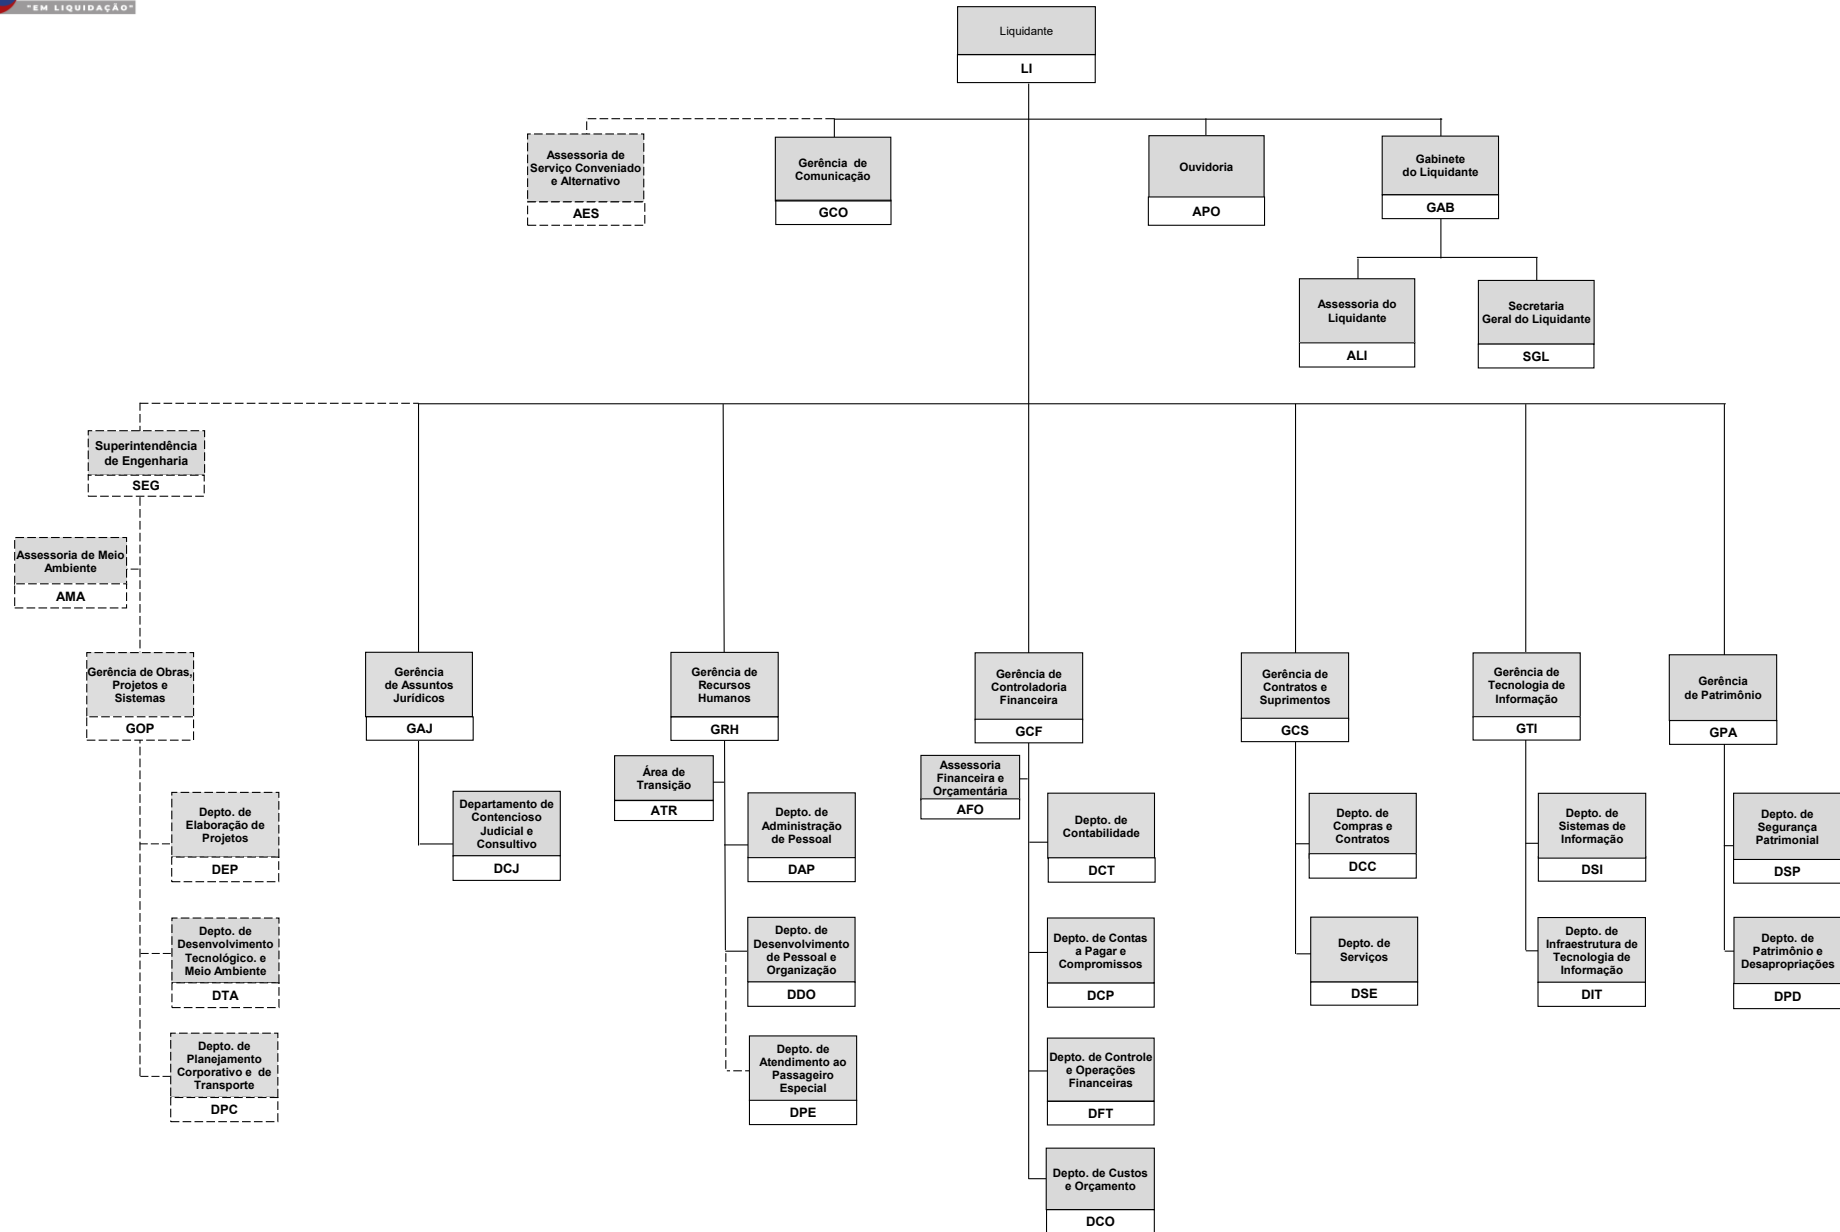 "EM LIQUIDAÇÃO"
Liquidante
LI
Assessoria de
Serviço Conveniado
e Alternativo
AES
Gerência de
Comunicação
GCO
Ouvidoria
APO
Gabinete
do Liquidante
GAB
Assessoria do
Liquidante
ALI
Secretaria
Geral do Liquidante
SGL
Superintendência
de Engenharia
SEG
Assessoria de Meio
Ambiente
AMA
Gerência de Obras,
Projetos e
Sistemas
GOP
Gerência
de Assuntos
Jurídicos
GAJ
Gerência de
Recursos
Humanos
GRH
Gerência de
Controladoria
Financeira
GCF
Gerência de
Contratos e
Suprimentos
GCS
Gerência de
Tecnologia de
Informação
GTI
Gerência
de Patrimônio
GPA
Área de
Transição
ATR
Assessoria
Financeira e
Orçamentária
AFO
Depto. de
Elaboração de
Projetos
DEP
Departamento de
Contencioso
Judicial e
Consultivo
DCJ
Depto. de
Administração
de Pessoal
DAP
Depto. de
Contabilidade
DCT
Depto. de
Compras e
Contratos
DCC
Depto. de
Sistemas de
Informação
DSI
Depto. de
Segurança
Patrimonial
DSP
Depto. de
Desenvolvimento
Tecnológico. e
Meio Ambiente
DTA
Depto. de
Desenvolvimento
de Pessoal e
Organização
DDO
Depto. de Contas
a Pagar e
Compromissos
DCP
Depto. de
Serviços
DSE
Depto. de
Infraestrutura de
Tecnologia de
Informação
DIT
Depto. de
Patrimônio e
Desapropriações
DPD
Depto. de
Planejamento
Corporativo e de
Transporte
DPC
Depto. de
Atendimento ao
Passageiro
Especial
DPE
Depto. de Controle
e Operações
Financeiras
DFT
Depto. de Custos
e Orçamento
DCO